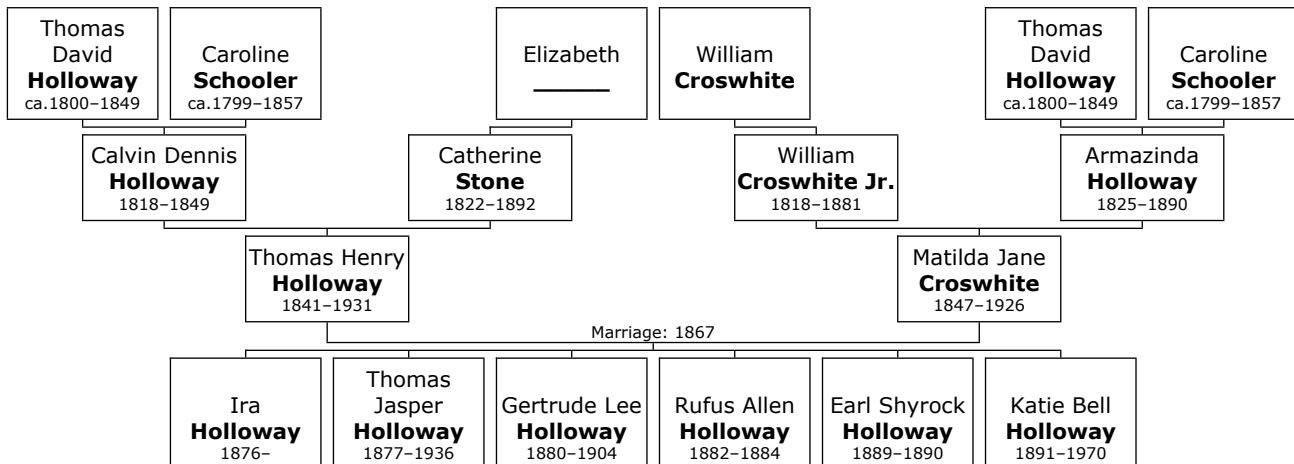 Thomas
David
Holloway
ca.1800–1849
Caroline
Schooler
ca.1799–1857
Elizabeth
_____
William
Croswhite
Thomas
David
Holloway
ca.1800–1849
Caroline
Schooler
ca.1799–1857
Calvin Dennis
Holloway
1818–1849
Catherine
Stone
1822–1892
William
Croswhite Jr.
1818–1881
Armazinda
Holloway
1825–1890
Thomas Henry
Holloway
1841–1931
Matilda Jane
Croswhite
1847–1926
Marriage: 1867
Ira
Holloway
1876–
Thomas
Jasper
Holloway
1877–1936
Gertrude Lee
Holloway
1880–1904
Rufus Allen
Holloway
1882–1884
Earl Shyrock
Holloway
1889–1890
Katie Bell
Holloway
1891–1970